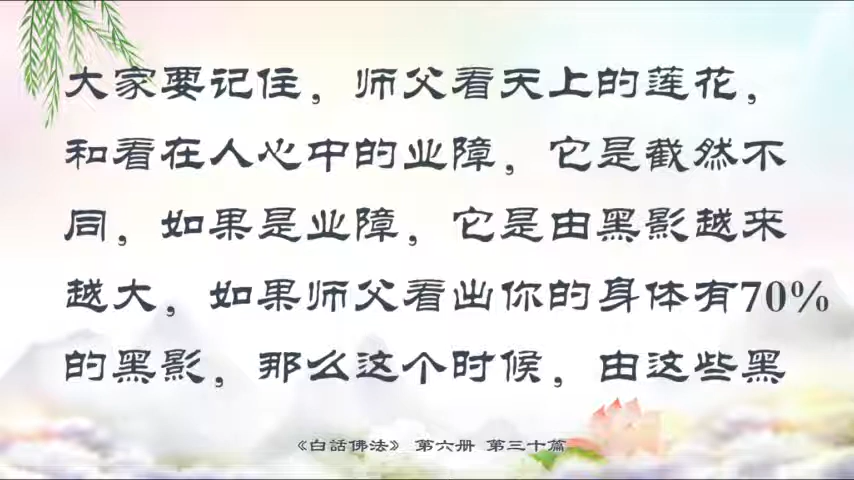 大家要记住，师父看天上的莲花，
和看在人心中的业障，它是截然不
同，如果是业障，它是由黑影越来
越大，如果师父看出你的身体有70%
的黑影，那么这个时候，由这些黑
《白話佛法》 第六册 第三十篇